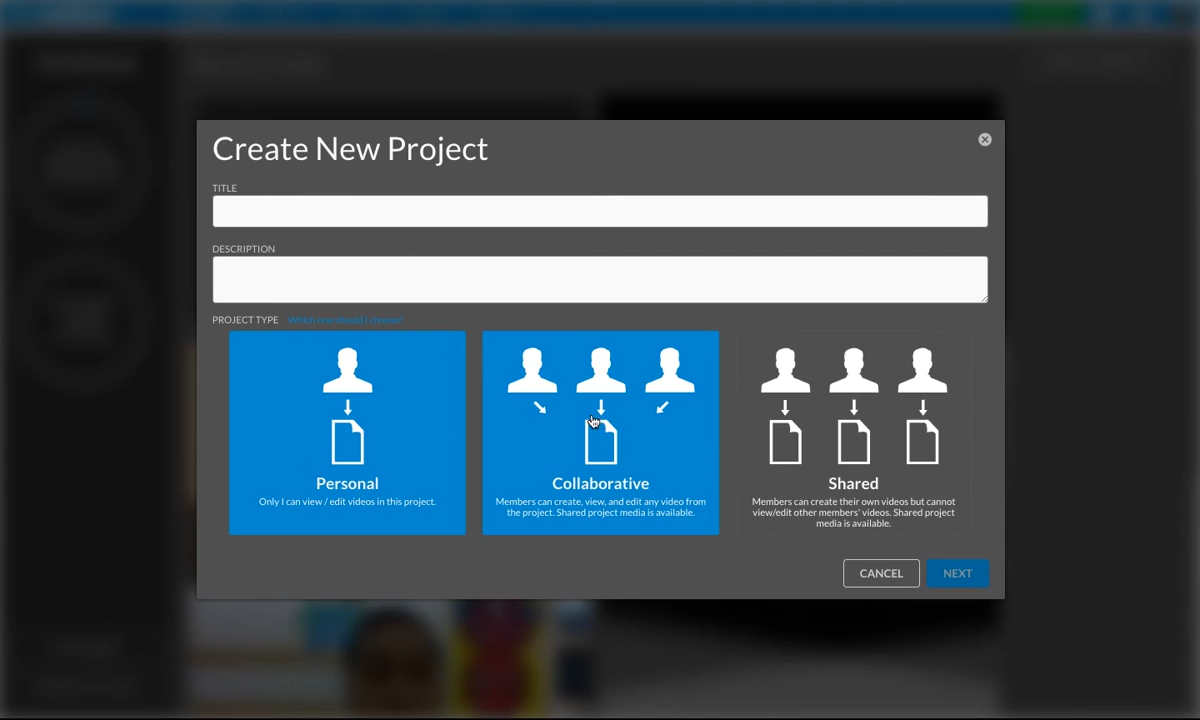 Create New Project
TITLE
DESCRIPTION
PROJECT TYPE Which one should I choose?
Personal
Only I can view / edit videos in this project.
Collaborative
Members can create, view, and edit any video from
the project. Shared project media is available.
Shared
Members can create their own videos but cannot
view/edit other members' videos. Shared project
media is available.
CANCEL
NEXT